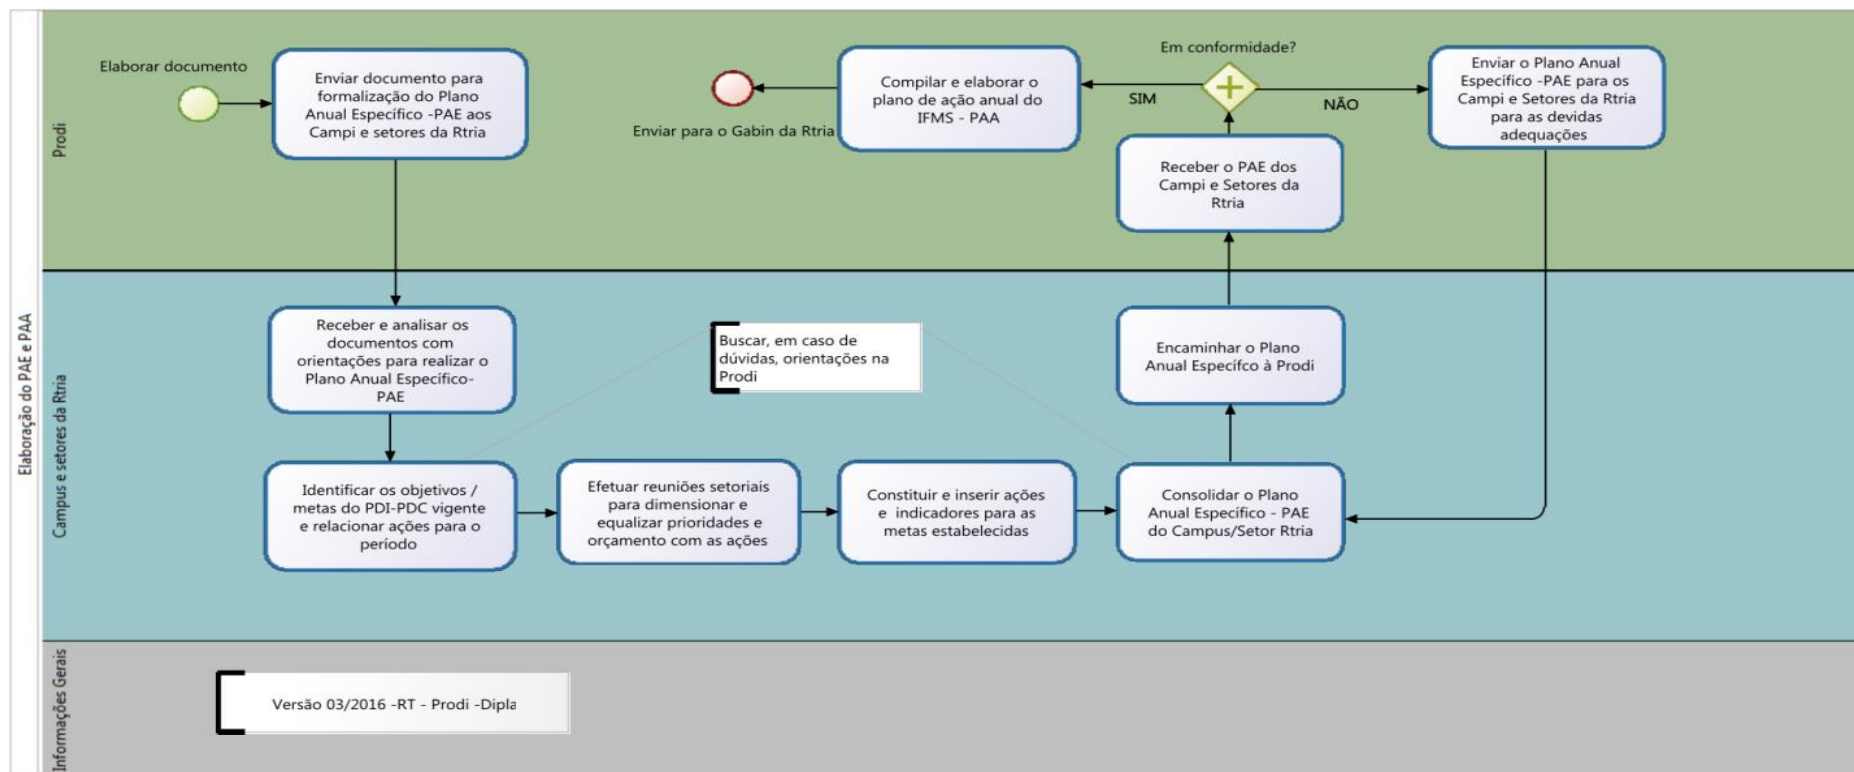 Elaboração do PAE e PAA
Prodi
Elaborar documento
Enviar documento para
formalização do Plano
Anual Específico -PAE aos
Campi e setores da Rtria
Enviar para o Gabin da Rtria
Compilar e elaborar o
plano de ação anual do
IFMS - PAA
SIM
Em conformidade?
NÃO
Enviar o Plano Anual
Específico -PAE para os
Campi e Setores da Rtria
para as devidas
adequações
Receber o PAE dos
Campi e Setores da
Rtria
Campus e setores da Rtria
Receber e analisar os
documentos com
orientações para realizar o
Plano Anual Específico-
PAE
Buscar, em caso de
dúvidas, orientações na
Prodi
Encaminhar o Plano
Anual Específco à Prodi
Identificar os objetivos /
metas do PDI-PDC vigente
e relacionar ações para o
período
Efetuar reuniões setoriais
para dimensionar e
equalizar prioridades e
orçamento com as ações
Constituir e inserir ações
e indicadores para as
metas estabelecidas
Consolidar o Plano
Anual Específico - PAE
do Campus/Setor Rtria
Informações Gerais
Versão 03/2016 -RT - Prodi -Dipla